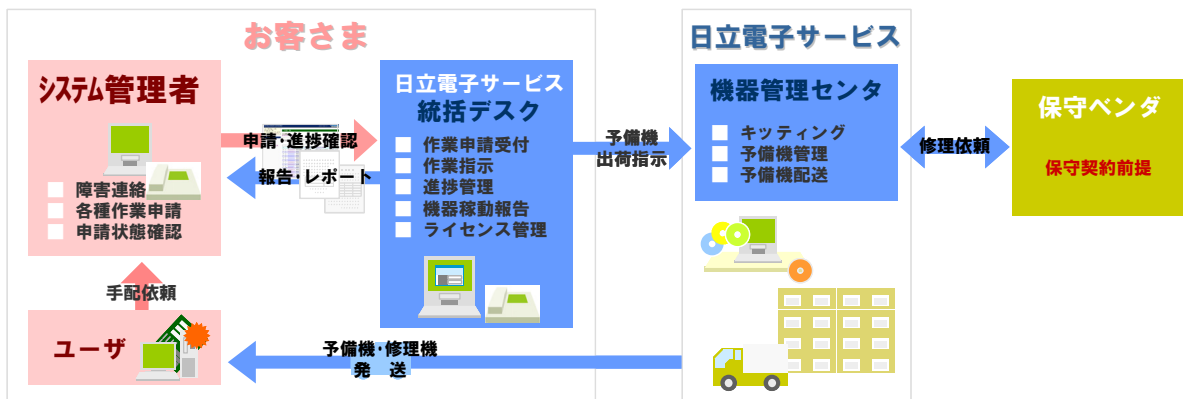 お客さま
システム管理者
障害連絡
各種作業申請
申請状態確認
申請・進捗確認
報告・レポート
日立電子サービス
統括デスク
作業申請受付
作業指示
進捗管理
機器稼動報告
ライセンス管理
手配依頼
ユーザ
予備機・修理機
発 送
予備機
出荷指示
日立電子サービス
機器管理センタ
キッティング
予備機管理
予備機配送
修理依頼
保守ベンダ
保守契約前提